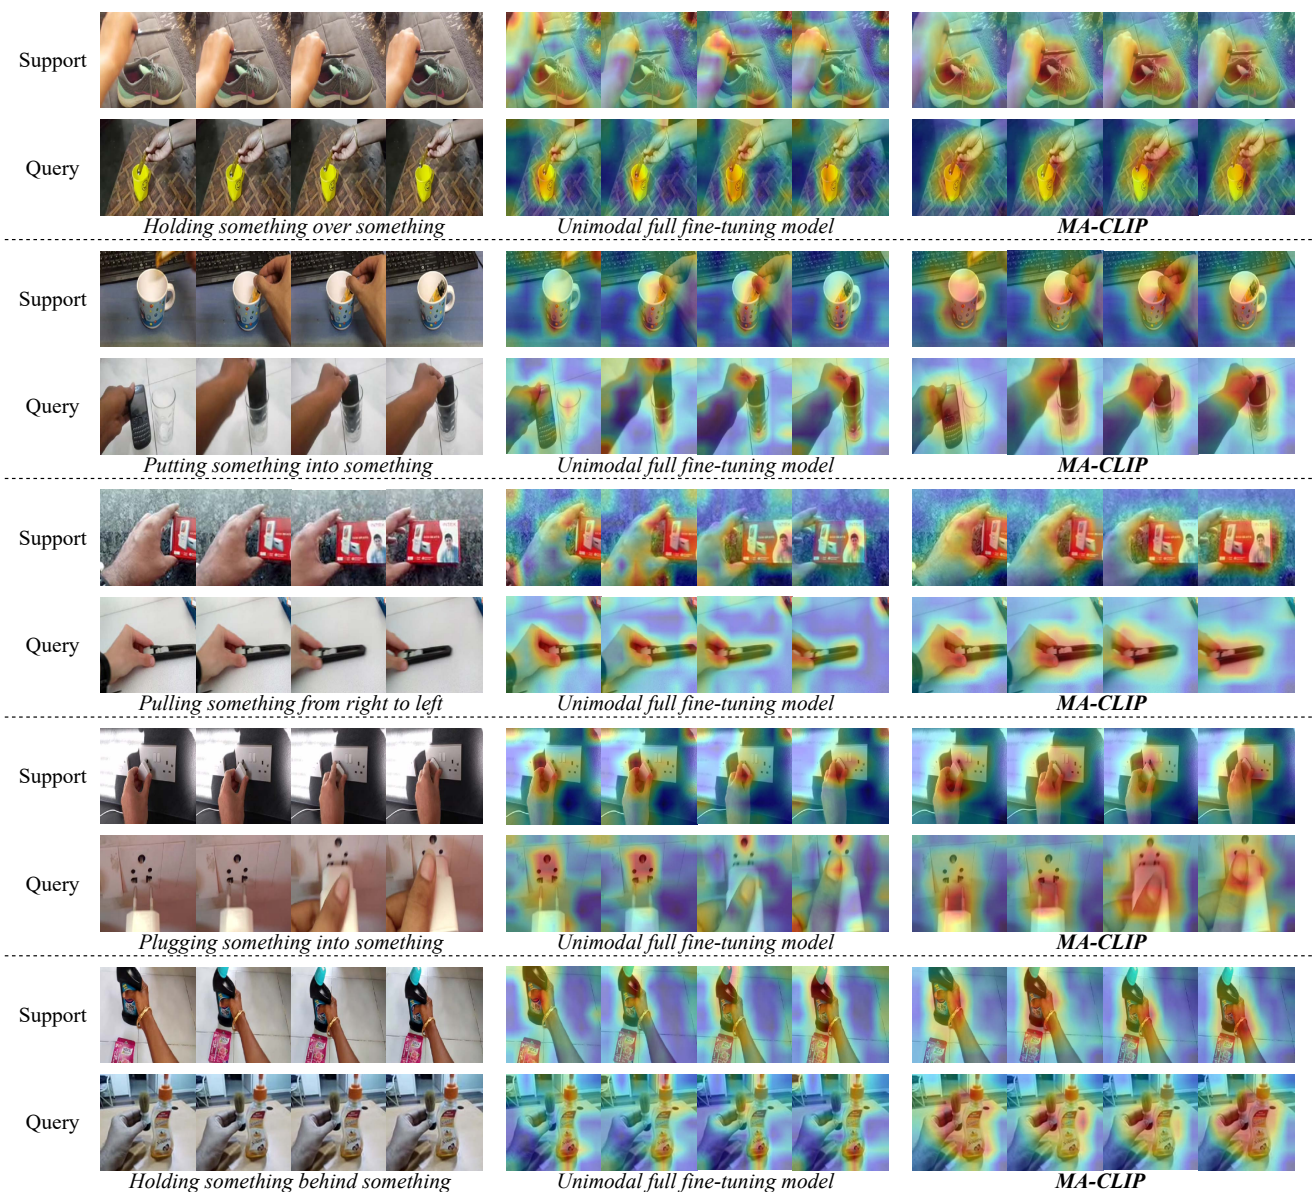 Support
Query
Holding something over something Unimodal full fine-tuning model MA-CLIP
Support
Query
Putting something into something Unimodal full fine-tuning model MA-CLIP
Support
Query
Pulling something from right to left Unimodal full fine-tuning model MA-CLIP
Support
Query
Plugging something into something Unimodal full fine-tuning model MA-CLIP
Support
Query
Holding something behind something Unimodal full fine-tuning model MA-CLIP